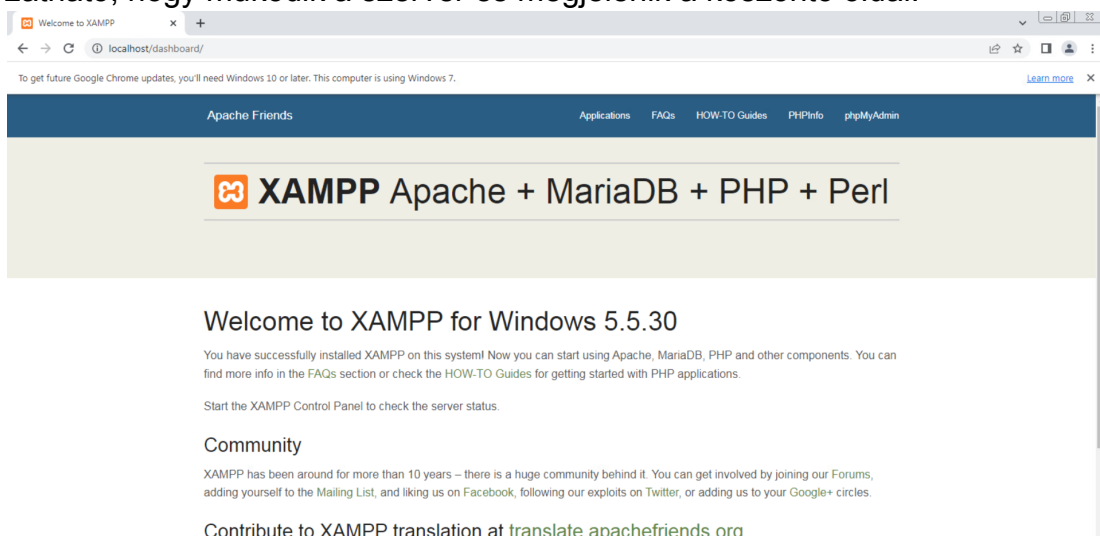 Látható, hogy működik a szerver és megjelenik a köszöntő oldal.
Welcome to XAMPP
localhost/dashboard/
To get future Google Chrome updates, you'll need Windows 10 or later. This computer is using Windows 7.
Learn more
Apache Friends
Applications FAQs HOW-TO Guides PHPInfo phpMyAdmin
XAMPP Apache + MariaDB + PHP + Perl
Welcome to XAMPP for Windows 5.5.30
You have successfully installed XAMPP on this system! Now you can start using Apache, MariaDB, PHP and other components. You can
find more info in the FAQs section or check the HOW-TO Guides for getting started with PHP applications.
Start the XAMPP Control Panel to check the server status.
Community
XAMPP has been around for more than 10 years – there is a huge community behind it. You can get involved by joining our Forums,
adding yourself to the Mailing List, and liking us on Facebook, following our exploits on Twitter, or adding us to your Google+ circles.
Contribute to XAMPP translation at translate.apachefriends.org